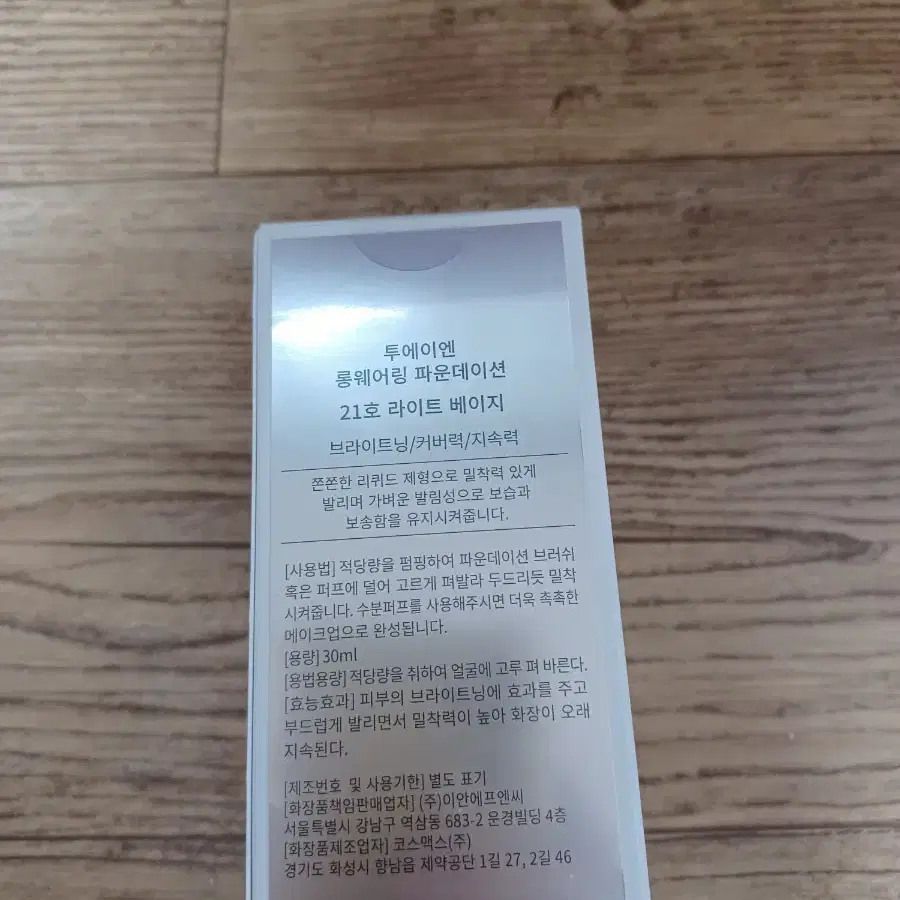 투에이엔
롱웨어링 파운데이션
21호 라이트 베이지
브라이트닝/커버력/지속력
쫀쫀한 리퀴드 제형으로 밀착력 있게
발리며 가벼운 발림성으로 보습과
보송함을 유지시켜줍니다.
[사용법] 적당량을 펌핑하여 파운데이션 브러쉬
혹은 퍼프에 덜어 고르게 펴발라 두드리듯 밀착
시켜줍니다. 수분퍼프를 사용해주시면 더욱 촉촉한
메이크업으로 완성됩니다.
[용량] 30ml
[용법용량] 적당량을 취하여 얼굴에 고루 펴 바른다.
[효능효과] 피부의 브라이트닝에 효과를 주고
부드럽게 발리면서 밀착력이 높아 화장이 오래
지속된다.
[제조번호 및 사용기한] 별도 표기
[화장품책임판매업자] (주)이안에프앤씨
서울특별시 강남구 역삼동 683-2 운경빌딩 4층
[화장품제조업자] 코스맥스(주)
경기도 화성시 향남읍 제약공단 1길 27, 2길 46